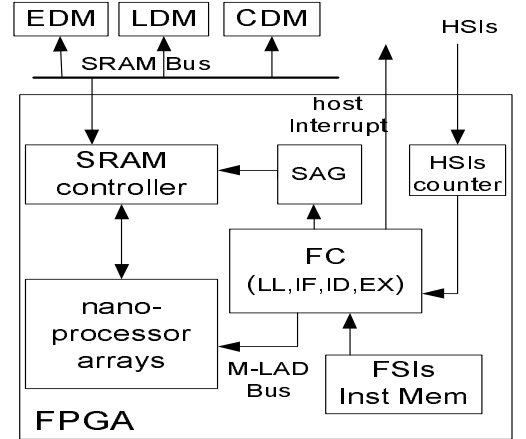 EDM
LDM
CDM
HSIs
SRAM Bus
host
Interrupt
SRAM
controller
SAG
HSIs
counter
FC
(LL,IF,ID,EX)
nano-
processor
arrays
M-LAD
Bus
FSIs
Inst Mem
FPGA